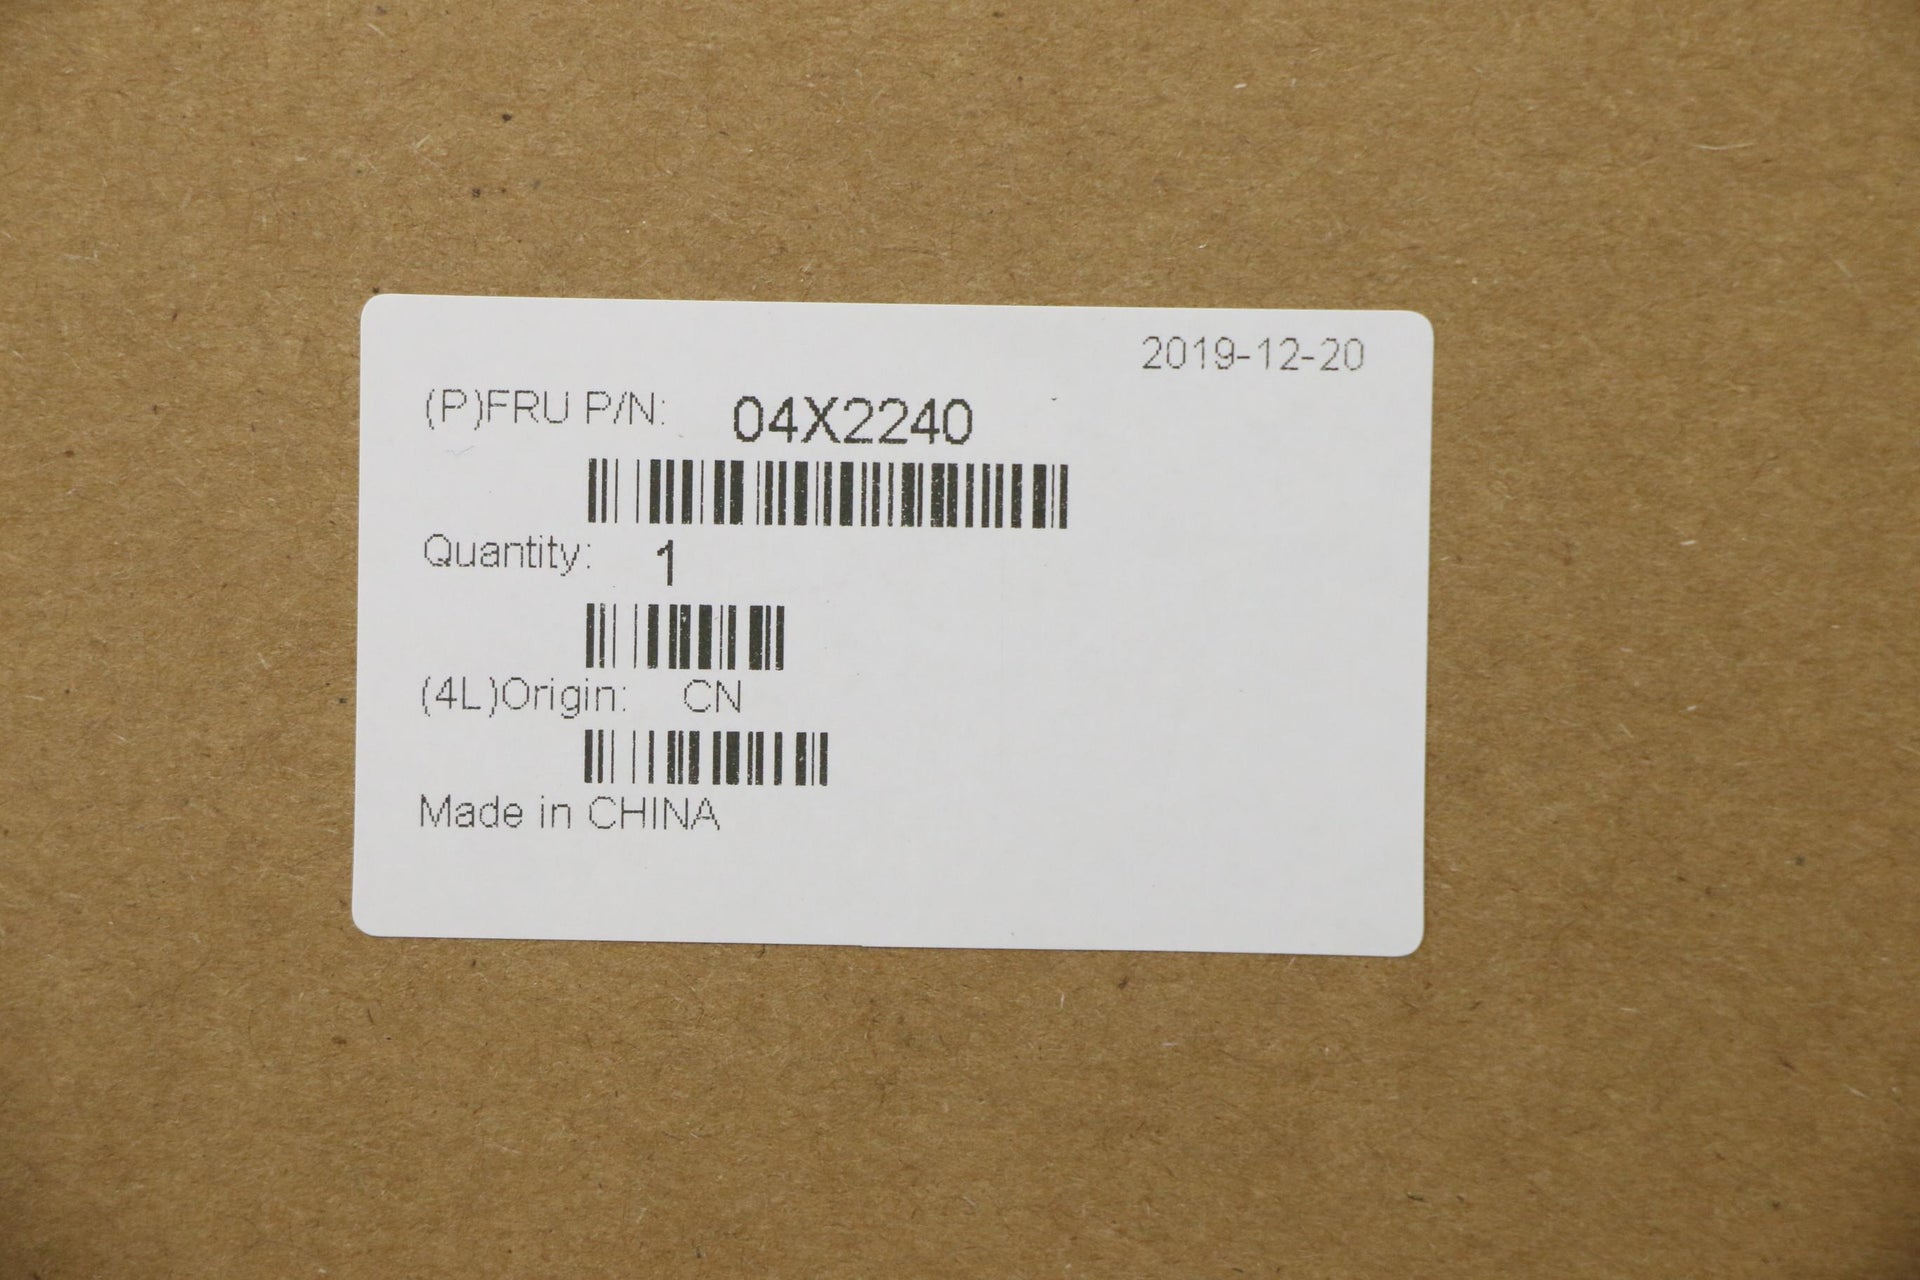 2019-12-20
(P)FRU P/N: 04X2240
Quantity: 1
(4L)Origin: CN
Made in CHINA